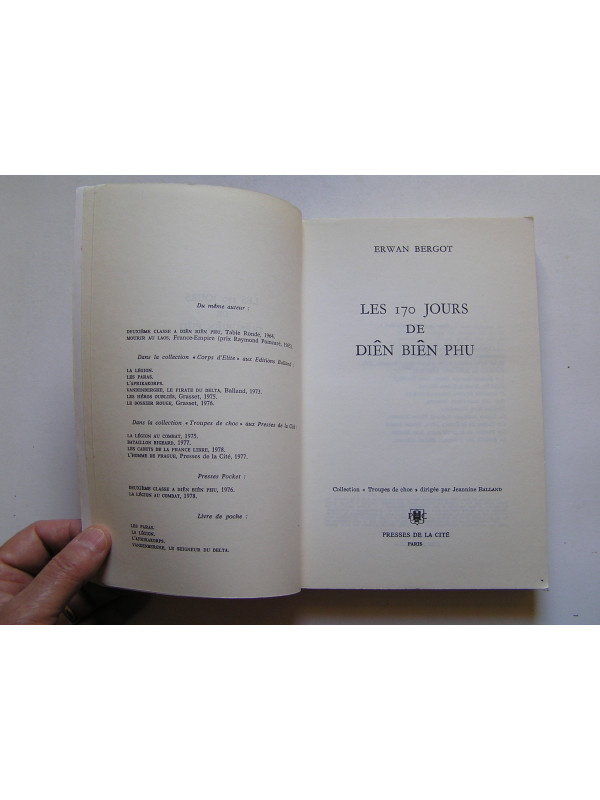 Du même auteur :
DEUXIÈME CLASSE A DIÊN BIÊN PHU, Table Ronde, 1964.
MOURIR AU LAOS, France-Empire (prix Raymond Poincaré, 1965).
Dans la collection « Corps d'Elite » aux Editions Balland :
LA LÉGION.
LES PARAS.
L'AFRIKAKORPS.
VANDENBERGHE, LE PIRATE DU DELTA, Balland, 1973.
LES HÉROS OUBLIÉS, Grasset, 1975.
LE DOSSIER ROUGE, Grasset, 1976.
Dans la collection « Troupes de choc » aux Presses de la Cité :
LA LÉGION AU COMBAT, 1975.
BATAILLON BIGEARD, 1977.
LES CADETS DE LA FRANCE LIBRE, 1978.
L'HOMME DE PRAGUE, Presses de la Cité, 1977.
Presses Pocket :
DEUXIÈME CLASSE A DIÊN BIÊN PHU, 1976.
LA LÉGION AU COMBAT, 1978.
Livre de poche :
LES PARAS.
LA LÉGION.
L'AFRIKAKORPS.
VANDENBERGHE, LE SEIGNEUR DU DELTA.
ERWAN BERGOT
LES 170 JOURS
DE
DIÊN BIÊN PHU
Collection « Troupes de choc » dirigée par Jeannine BALLAND
PRESSES DE LA CITÉ
PARIS